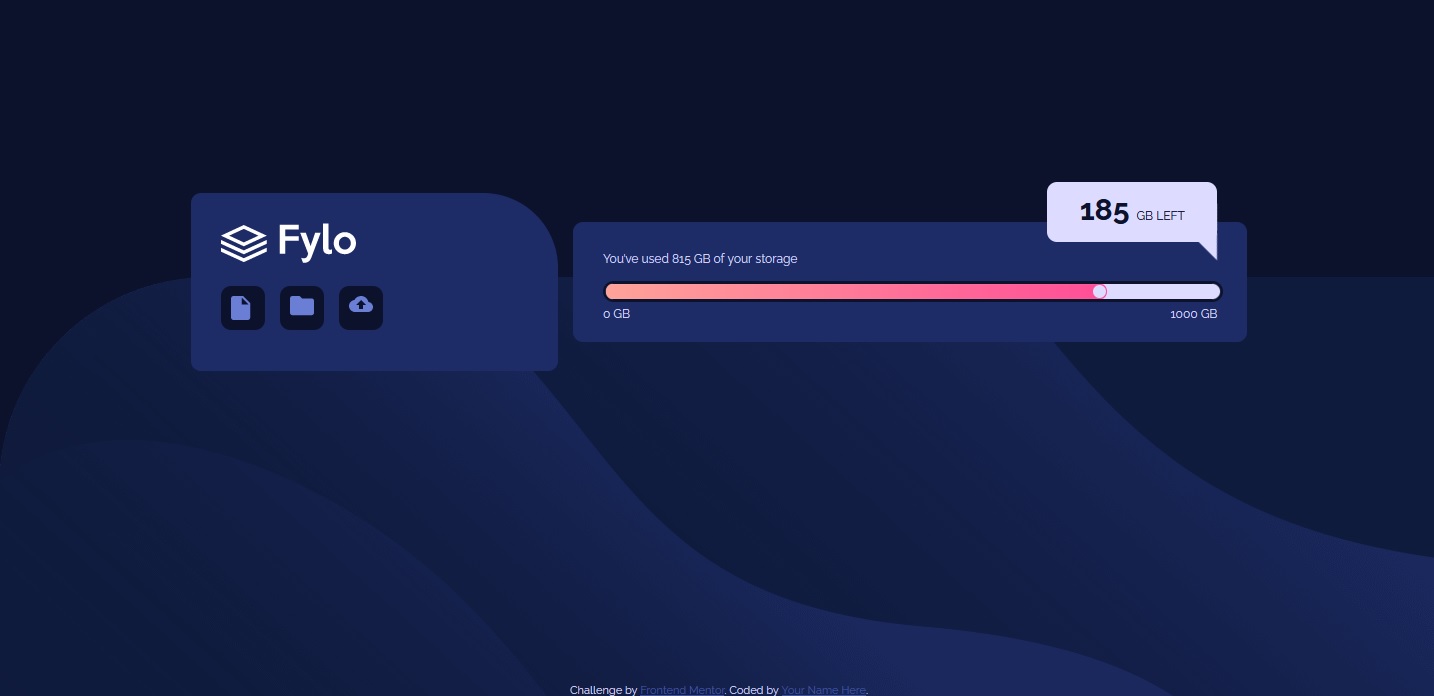 Fylo
185 GB LEFT
You've used 815 GB of your storage
0 GB
1000 GB
Challenge by Frontend Mentor. Coded by Your Name Here.